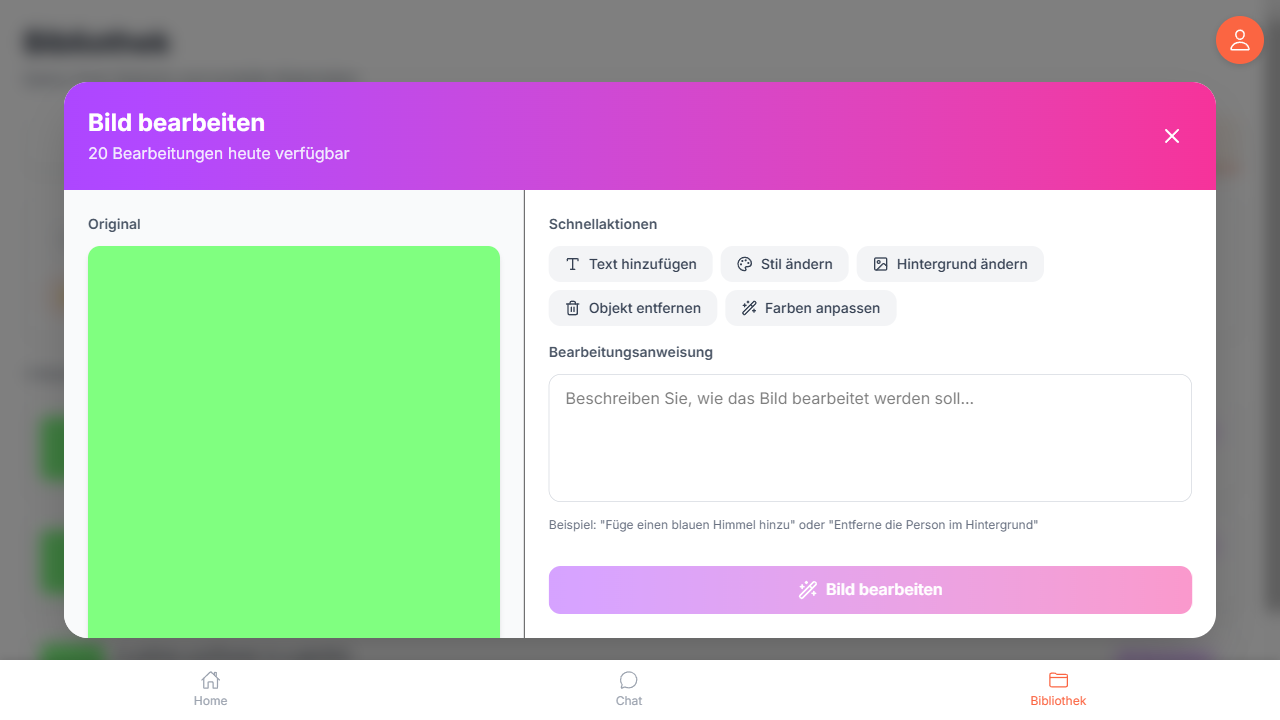 Bibliothek
Bild bearbeiten
20 Bearbeitungen heute verfügbar
Original
Schnellaktionen
Text hinzufügen
Stil ändern
Hintergrund ändern
Objekt entfernen
Farben anpassen
Bearbeitungsanweisung
Beschreiben Sie, wie das Bild bearbeitet werden soll...
Beispiel: "Füge einen blauen Himmel hinzu" oder "Entferne die Person im Hintergrund"
Bild bearbeiten
Home
Chat
Bibliothek